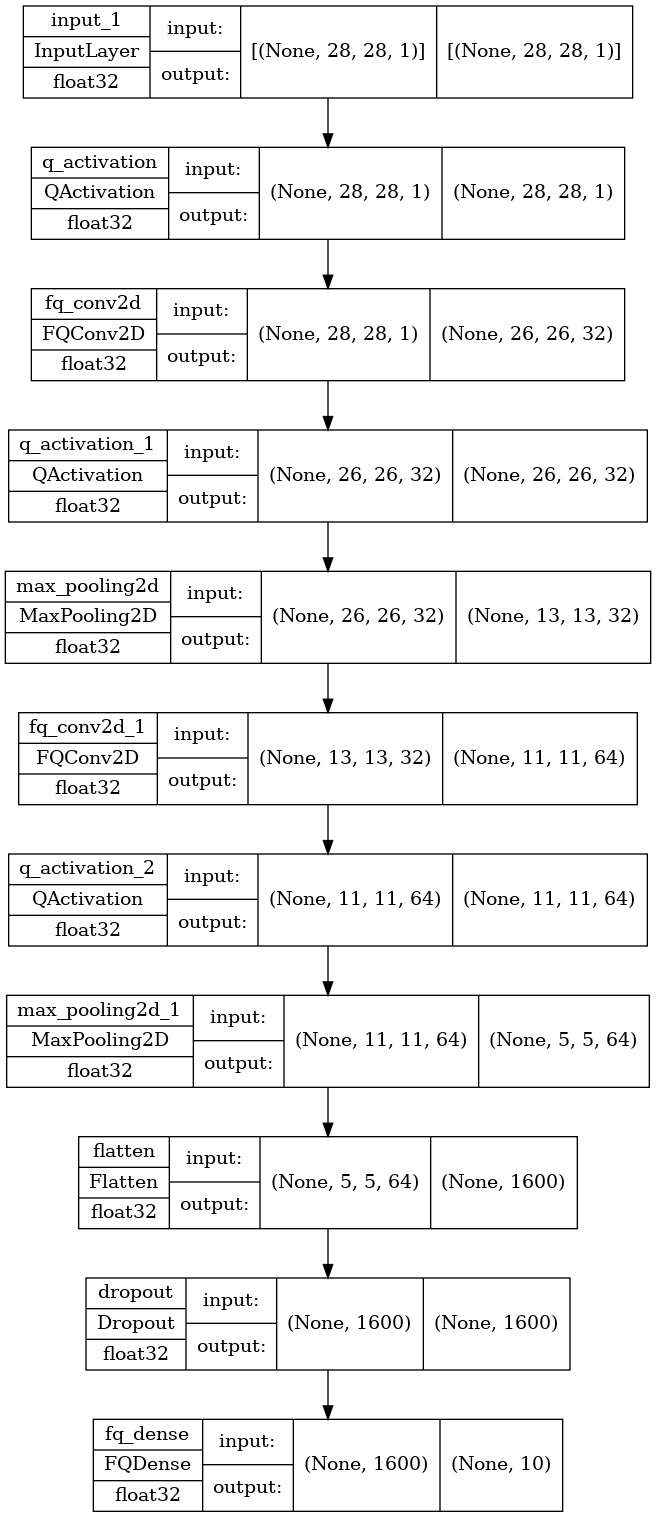 input_1
InputLayer
float32
input:
output:
[(None, 28, 28, 1)]
[(None, 28, 28, 1)]
q_activation
QActivation
float32
input:
output:
(None, 28, 28, 1)
(None, 28, 28, 1)
fq_conv2d
FQConv2D
float32
input:
output:
(None, 28, 28, 1)
(None, 26, 26, 32)
q_activation_1
QActivation
float32
input:
output:
(None, 26, 26, 32)
(None, 26, 26, 32)
max_pooling2d
MaxPooling2D
float32
input:
output:
(None, 26, 26, 32)
(None, 13, 13, 32)
fq_conv2d_1
FQConv2D
float32
input:
output:
(None, 13, 13, 32)
(None, 11, 11, 64)
q_activation_2
QActivation
float32
input:
output:
(None, 11, 11, 64)
(None, 11, 11, 64)
max_pooling2d_1
MaxPooling2D
float32
input:
output:
(None, 11, 11, 64)
(None, 5, 5, 64)
flatten
Flatten
float32
input:
output:
(None, 5, 5, 64)
(None, 1600)
dropout
Dropout
float32
input:
output:
(None, 1600)
(None, 1600)
fq_dense
FQDense
float32
input:
output:
(None, 1600)
(None, 10)